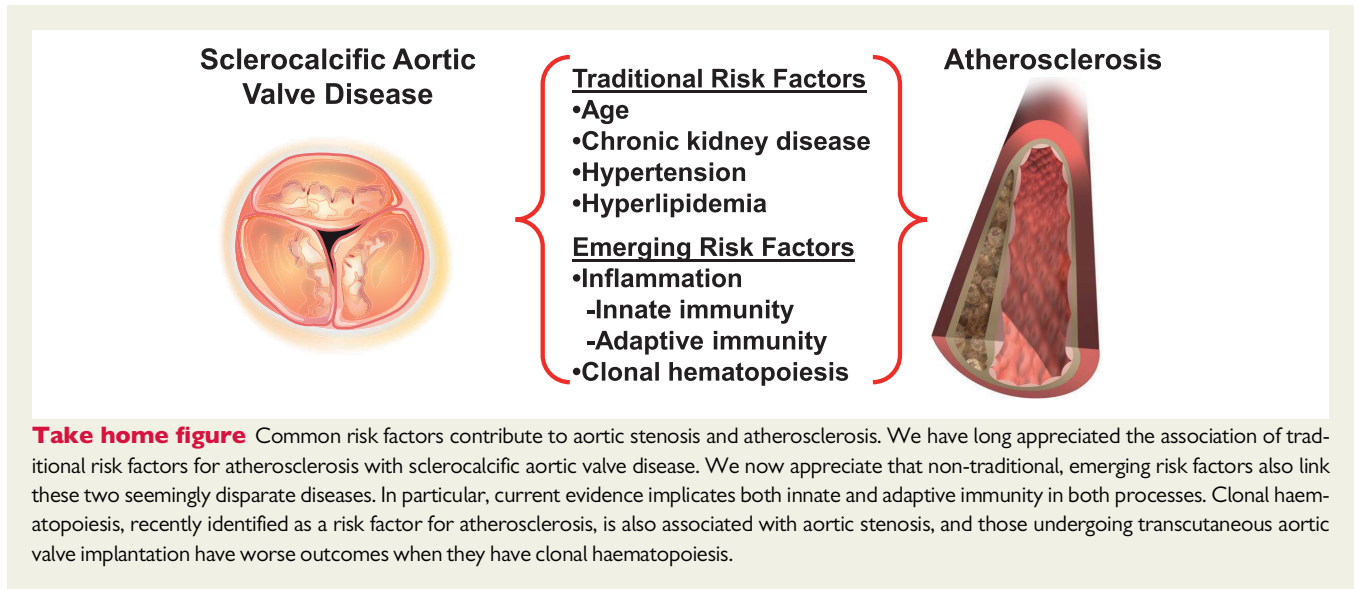 Sclerocalcific Aortic
Valve Disease
Traditional Risk Factors
•Age
•Chronic kidney disease
•Hypertension
•Hyperlipidemia
Emerging Risk Factors
•Inflammation
-Innate immunity
-Adaptive immunity
•Clonal hematopoiesis
Atherosclerosis
Take home figure Common risk factors contribute to aortic stenosis and atherosclerosis. We have long appreciated the association of trad-
itional risk factors for atherosclerosis with sclerocalcific aortic valve disease. We now appreciate that non-traditional, emerging risk factors also link
these two seemingly disparate diseases. In particular, current evidence implicates both innate and adaptive immunity in both processes. Clonal haem-
atopoiesis, recently identified as a risk factor for atherosclerosis, is also associated with aortic stenosis, and those undergoing transcutaneous aortic
valve implantation have worse outcomes when they have clonal haematopoiesis.